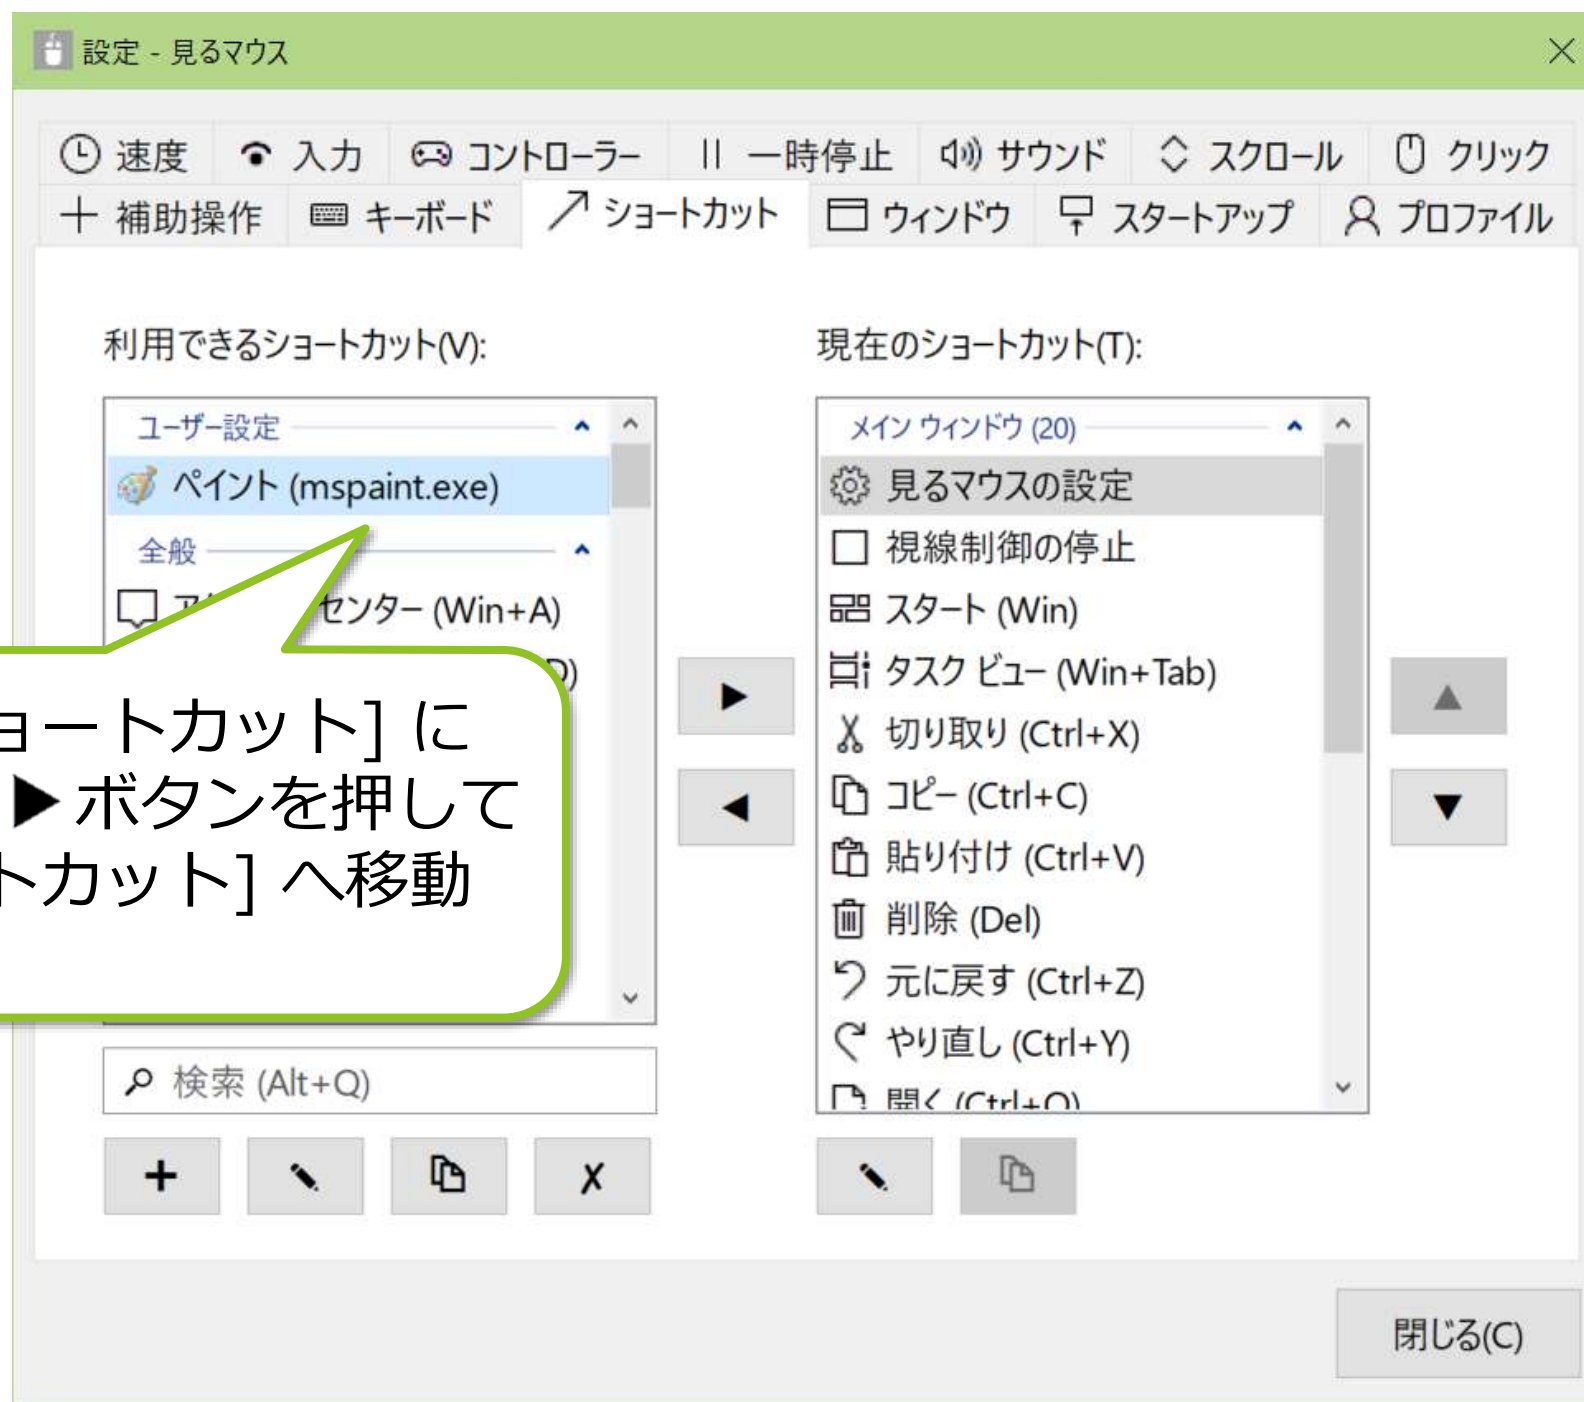 設定 - 見るマウス
速度 入力 コントローラー 一時停止 サウンド スクロール クリック
補助操作 キーボード ショートカット ウィンドウ スタートアップ プロファイル
利用できるショートカット(V):
ユーザー設定
ペイント (mspaint.exe)
全般
センター (Win+A)
D)
ョートカット] に
▶ ボタンを押して
トカット] へ移動
検索 (Alt+Q)
現在のショートカット(T):
メイン ウィンドウ (20)
見るマウスの設定
視線制御の停止
スタート (Win)
タスク ビュー (Win+Tab)
切り取り (Ctrl+X)
コピー (Ctrl+C)
貼り付け (Ctrl+V)
削除 (Del)
元に戻す (Ctrl+Z)
やり直し (Ctrl+Y)
開く (Ctrl+O)
閉じる(C)